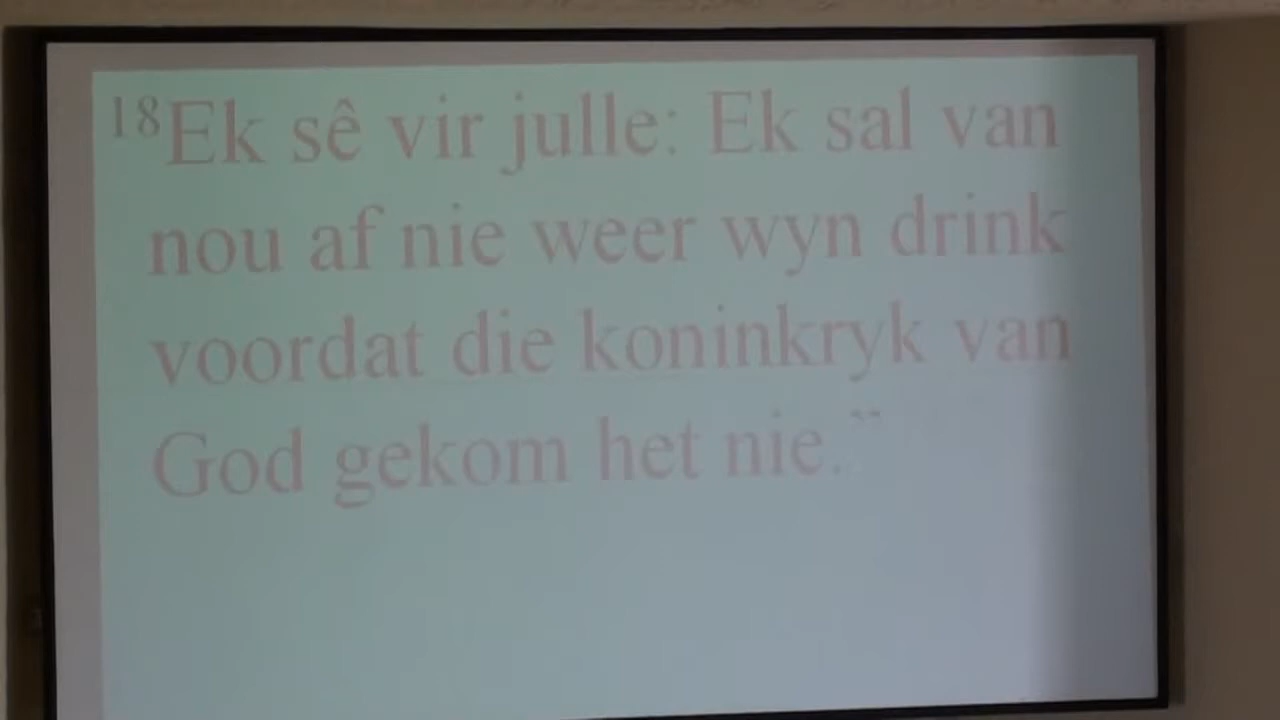 18Ek sê vir julle: Ek sal van
nou af nie weer wyn drink
voordat die koninkryk van
God gekom het nie.”